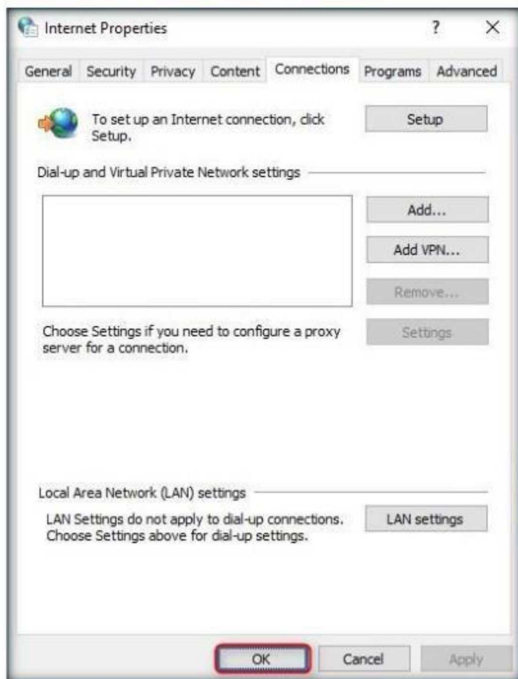 Internet Properties
?
General Security Privacy Content Connections Programs Advanced
To set up an Internet connection, click
Setup.
Setup
Dial-up and Virtual Private Network settings
Add...
Add VPN...
Remove...
Choose Settings if you need to configure a proxy
server for a connection.
Settings
Local Area Network (LAN) settings
LAN Settings do not apply to dial-up connections.
Choose Settings above for dial-up settings.
LAN settings
OK Cancel Apply